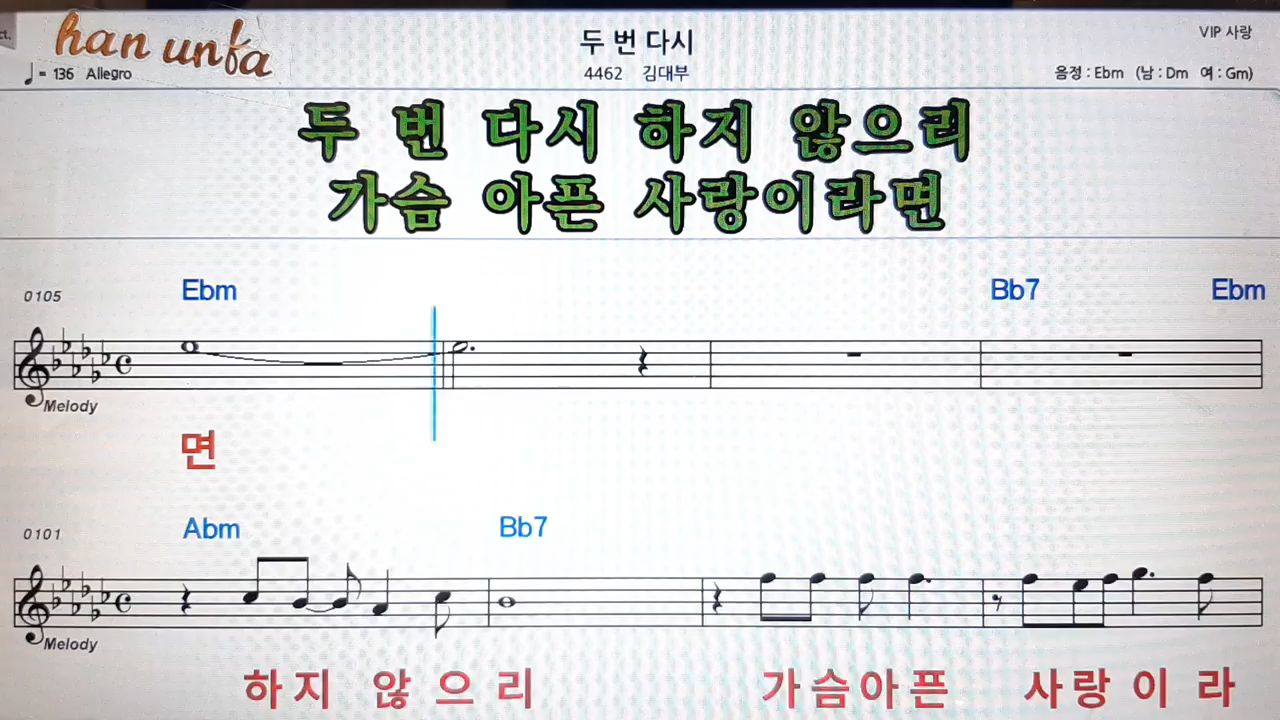 ct.
han unfa
두 번 다시
VIP 사랑
= 136 Allegro
4462 김대부
음정 : Ebm (남 : Dm 여 : Gm)
두 번 다시 하지 않으리
가슴 아픈 사랑이라면
0105
Ebm Bb7 Ebm
Melody
면
0101
Abm Bb7
Melody
하지 않으리 가슴아픈 사랑이라